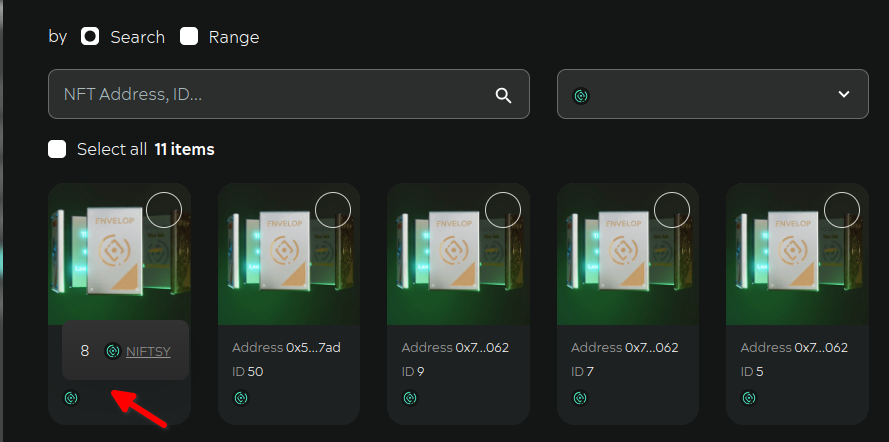 by Search Range
NFT Address, ID...
Select all 11 items
ENVELOP
ENVELOP
ENVELOP
ENVELOP
ENVELOP
8 NIFTSY
Address 0x5...7ad
ID 50
Address 0x7...062
ID 9
Address 0x7...062
ID 7
Address 0x7...062
ID 5